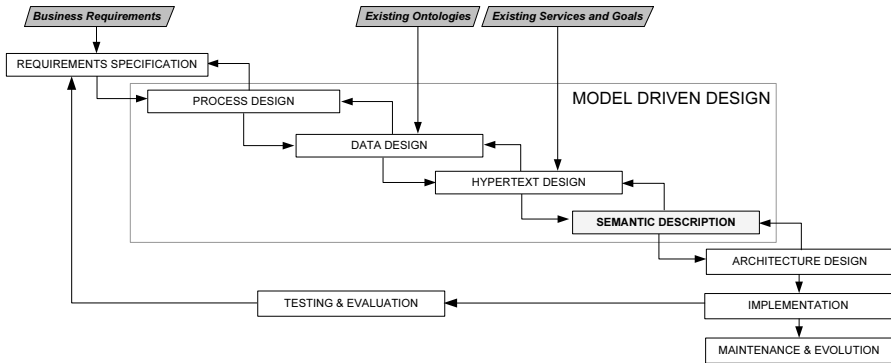 Business Requirements
Existing Ontologies
Existing Services and Goals
REQUIREMENTS SPECIFICATION
PROCESS DESIGN
MODEL DRIVEN DESIGN
DATA DESIGN
HYPERTEXT DESIGN
SEMANTIC DESCRIPTION
ARCHITECTURE DESIGN
TESTING & EVALUATION
IMPLEMENTATION
MAINTENANCE & EVOLUTION